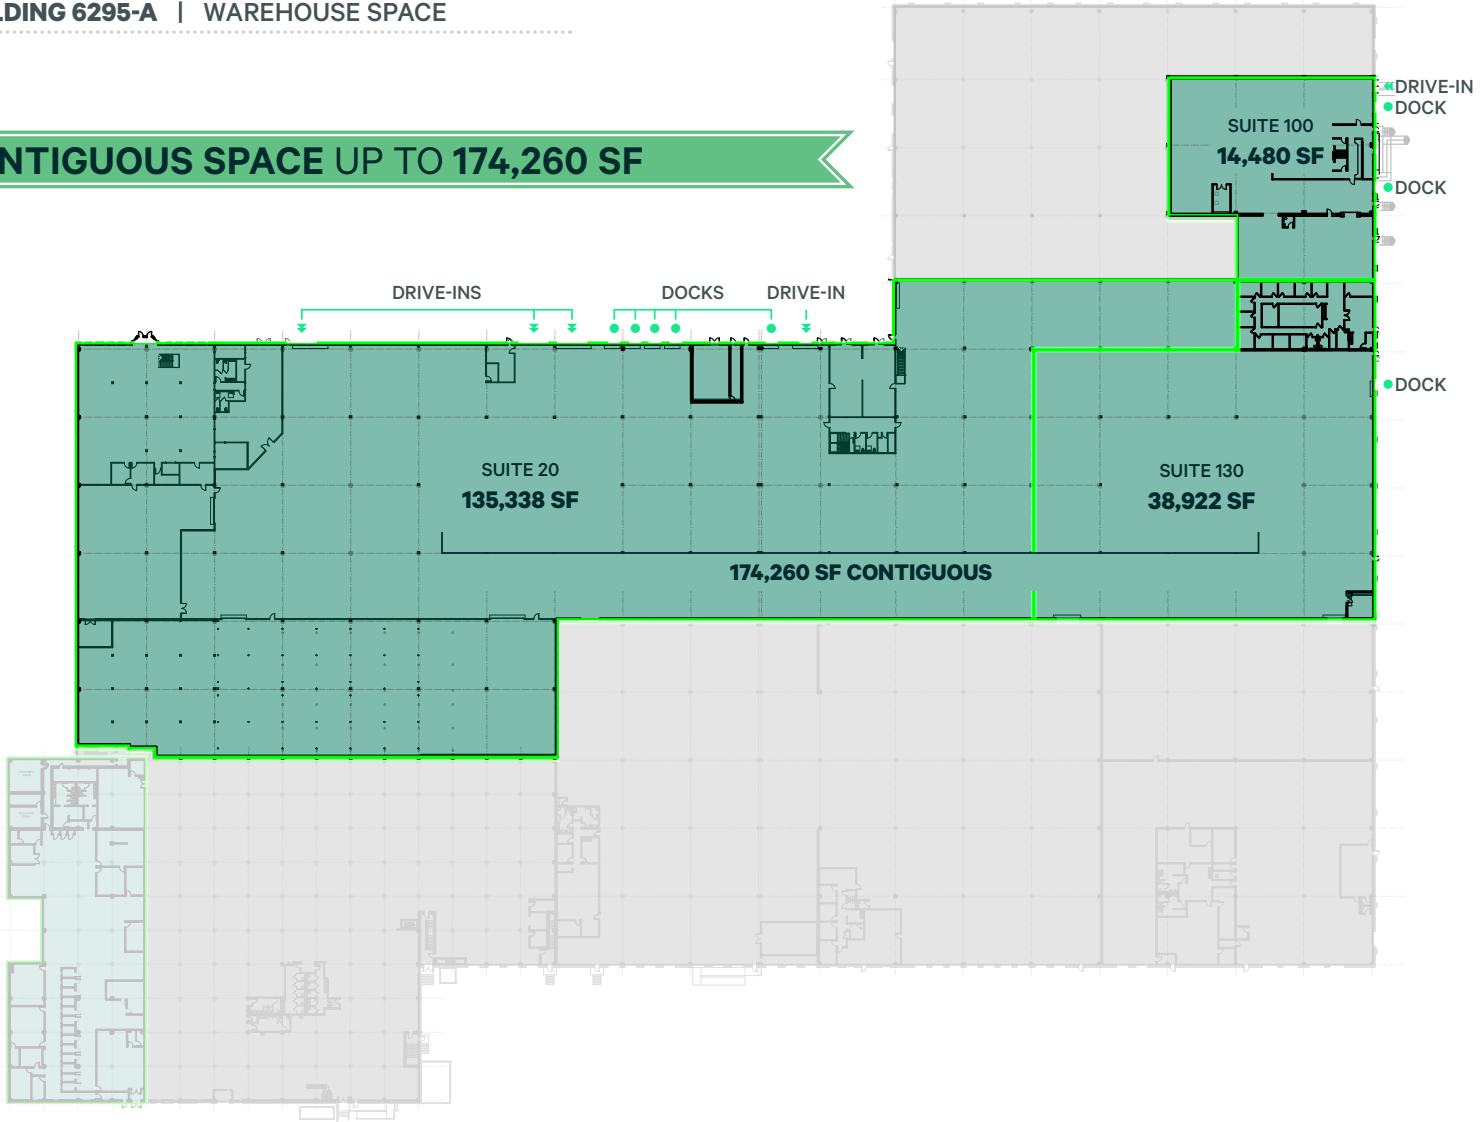 LDING 6295-A | WAREHOUSE SPACE
NTIGUOUS SPACE UP TO 174,260 SF
DRIVE-IN
DOCK
SUITE 100
14,480 SF
DOCK
DRIVE-INS
DOCKS
DRIVE-IN
DOCK
SUITE 20
135,338 SF
SUITE 130
38,922 SF
174,260 SF CONTIGUOUS